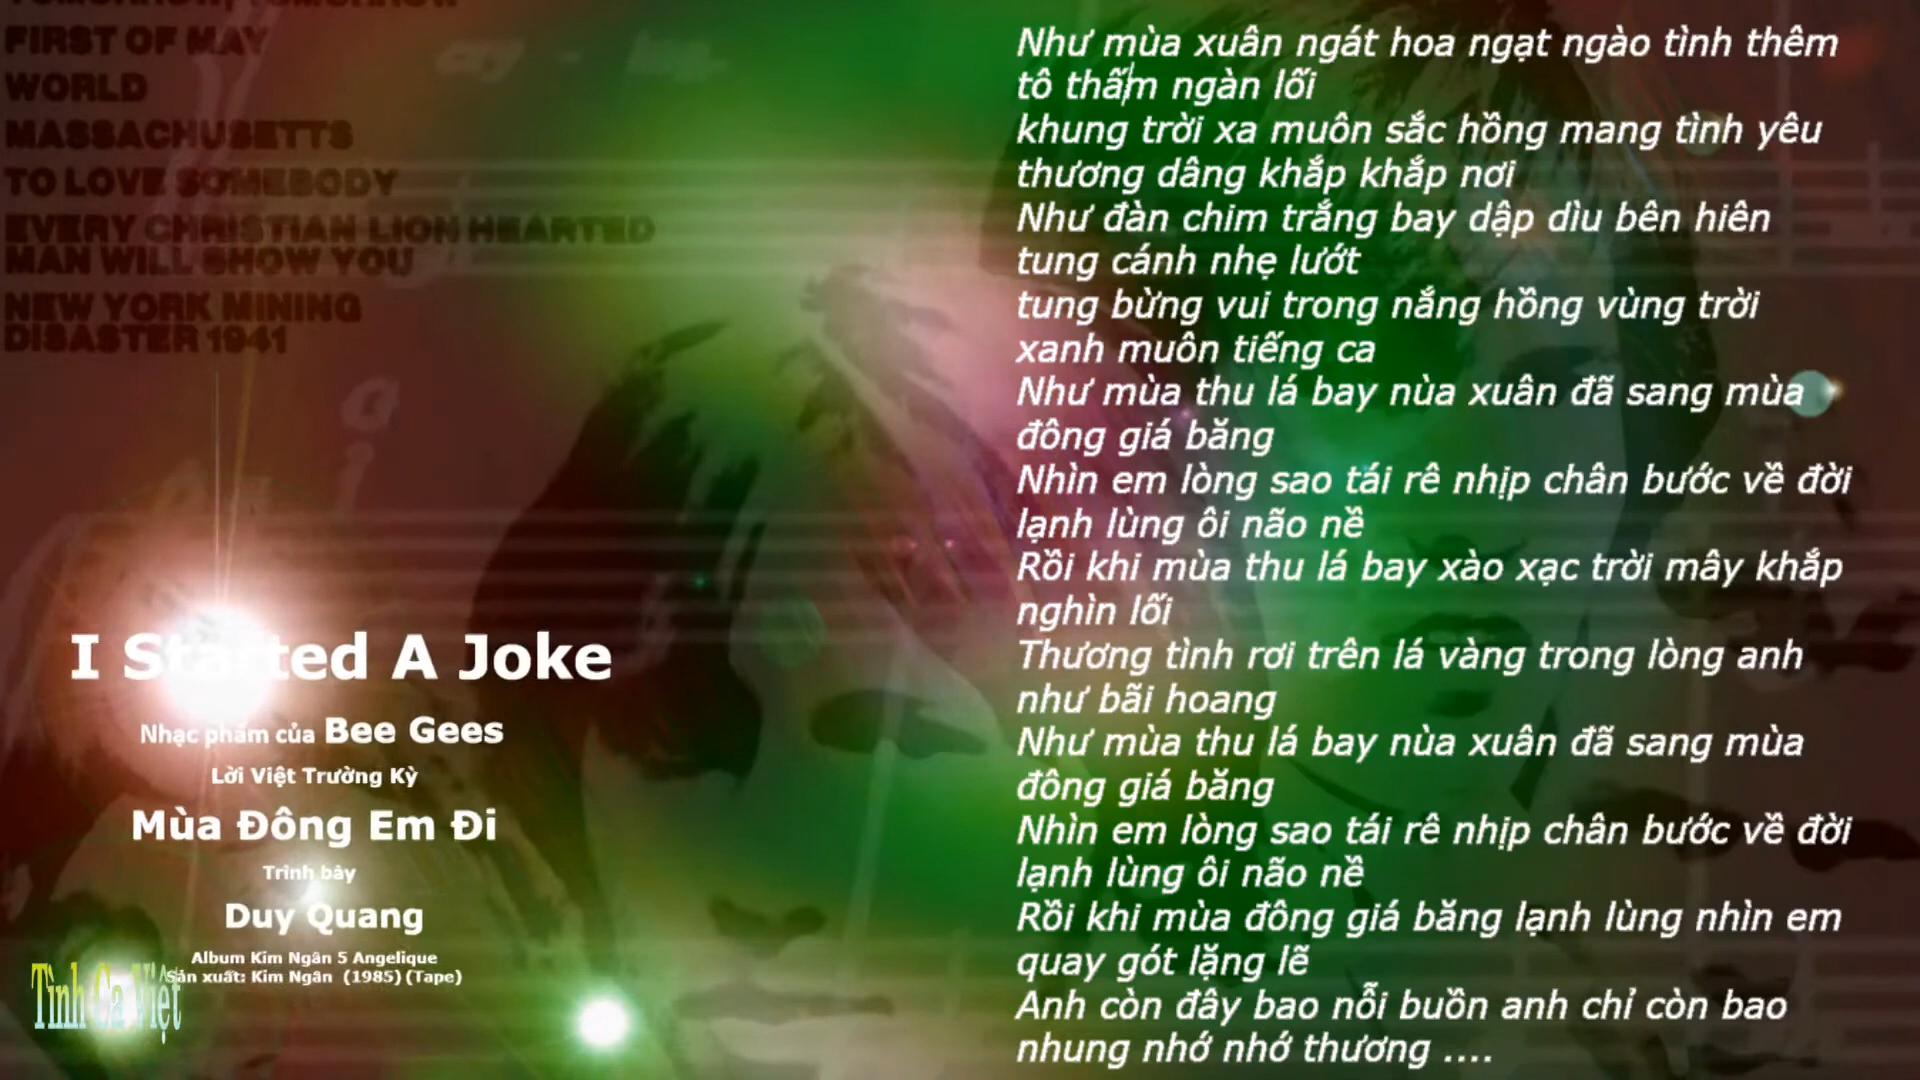 TOMORROW, TOMORROW
FIRST OF MAY
WORLD
MASSACHUSETTS
TO LOVE SOMEBODY
EVERY CHRISTIAN LION HEARTED
MAN WILL SHOW YOU
NEW YORK MINING
DISASTER 1941
I Started A Joke
Nhạc phẩm của Bee Gees
Lời Việt Trường Kỳ
Mùa Đông Em Đi
Trình bày
Duy Quang
Album Kim Ngân 5 Angelique
Sản xuất: Kim Ngân (1985) (Tape)
Tình Ca Việt
Như mùa xuân ngát hoa ngạt ngào tình thêm
tô thấm ngàn lối
khung trời xa muôn sắc hồng mang tình yêu
thương dâng khắp khắp nơi
Như đàn chim trắng bay dập dìu bên hiên
tung cánh nhẹ lướt
tung bừng vui trong nắng hồng vùng trời
xanh muôn tiếng ca
Như mùa thu lá bay nùa xuân đã sang mùa
đông giá băng
Nhìn em lòng sao tái rê nhịp chân bước về đời
lạnh lùng ôi não nề
Rồi khi mùa thu lá bay xào xạc trời mây khắp
nghìn lối
Thương tình rơi trên lá vàng trong lòng anh
như bãi hoang
Như mùa thu lá bay nùa xuân đã sang mùa
đông giá băng
Nhìn em lòng sao tái rê nhịp chân bước về đời
lạnh lùng ôi não nề
Rồi khi mùa đông giá băng lạnh lùng nhìn em
quay gót lặng lẽ
Anh còn đây bao nỗi buồn anh chỉ còn bao
nhung nhớ nhớ thương ....